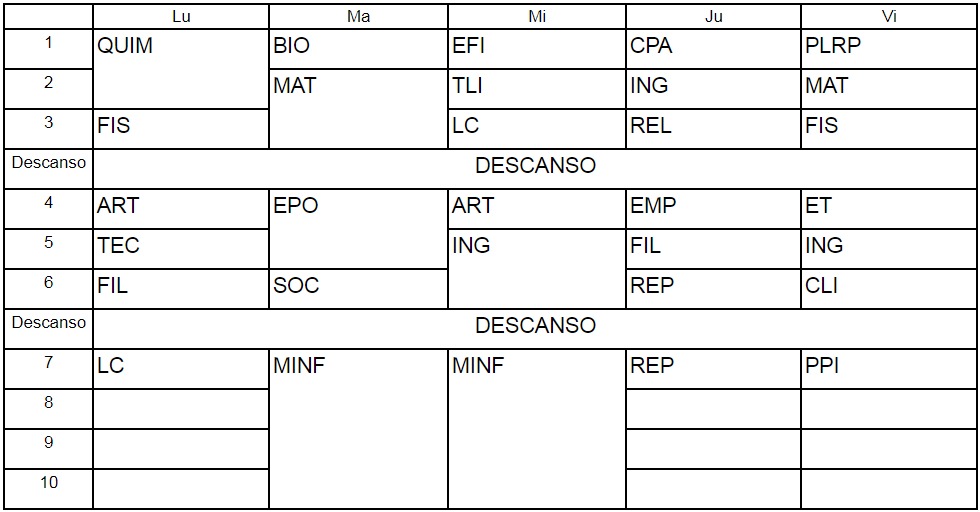 Lu Ma Mi Ju Vi
1 QUIM BIO EFI CPA PLRP
2 MAT TLI ING MAT
3 FIS LC REL FIS
Descanso DESCANSO
4 ART EPO ART EMP ET
5 TEC ING FIL ING
6 FIL SOC REP CLI
Descanso DESCANSO
7 LC MINF MINF REP PPI
8
9
10